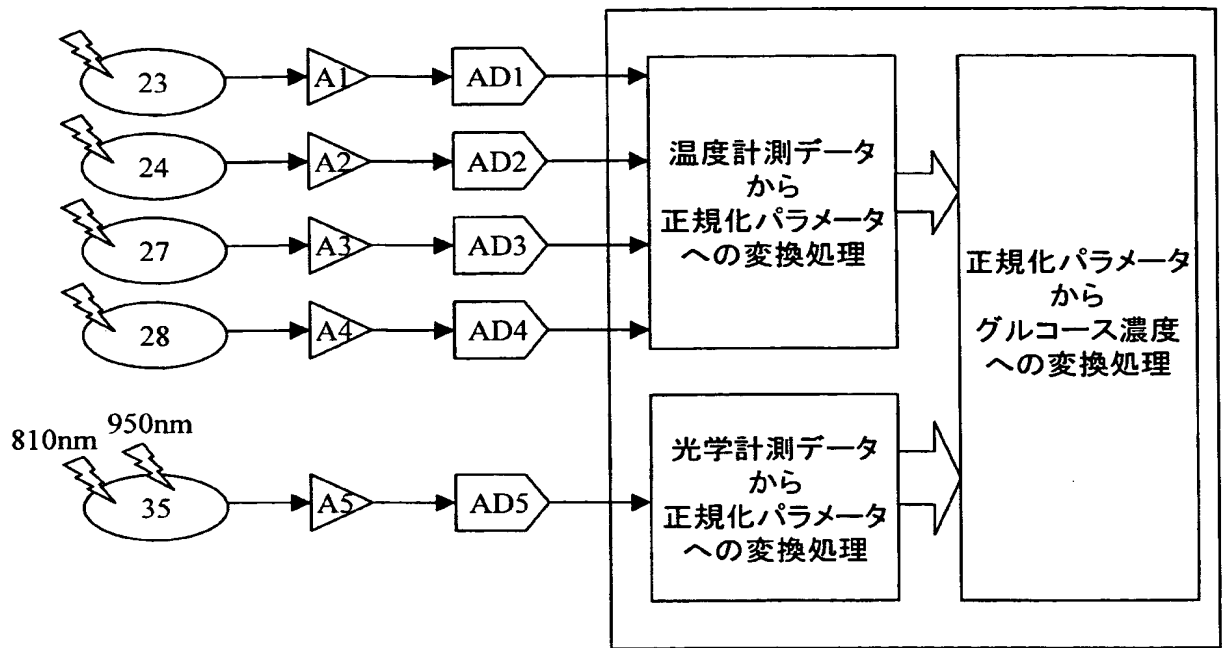 23
A1
AD1
24
A2
AD2
27
A3
AD3
28
A4
AD4
温度計測データ
から
正規化パラメータ
への変換処理
810nm
950nm
35
A5
AD5
光学計測データ
から
正規化パラメータ
への変換処理
正規化パラメータ
から
グルコース濃度
への変換処理